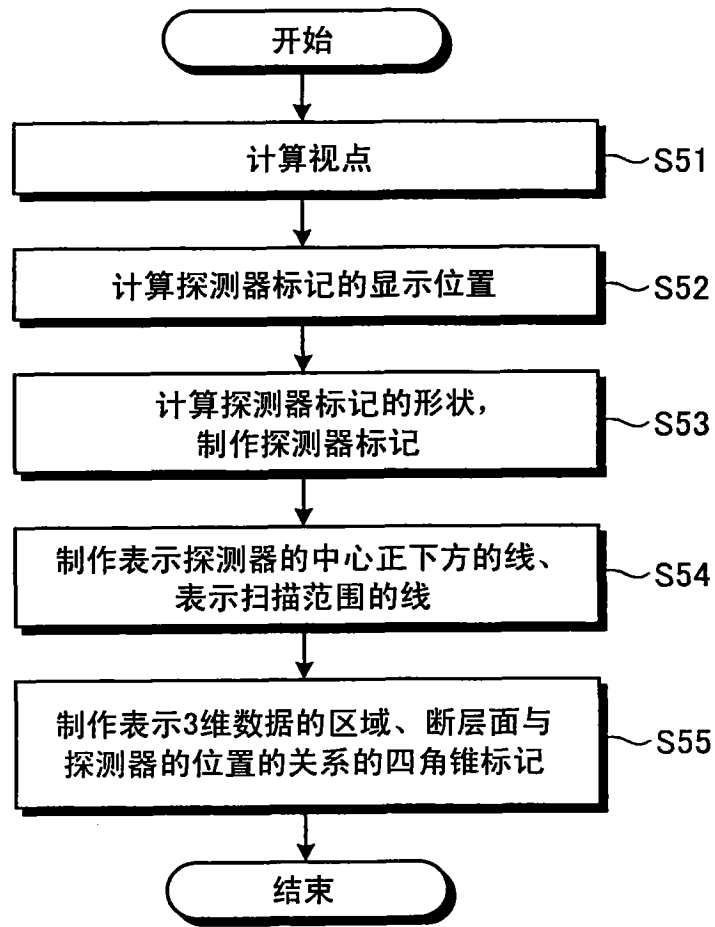 开始
计算视点
S51
计算探测器标记的显示位置
S52
计算探测器标记的形状，
制作探测器标记
S53
制作表示探测器的中心正下方的线、
表示扫描范围的线
S54
制作表示3维数据的区域、断层面与
探测器的位置的关系的四角锥标记
S55
结束